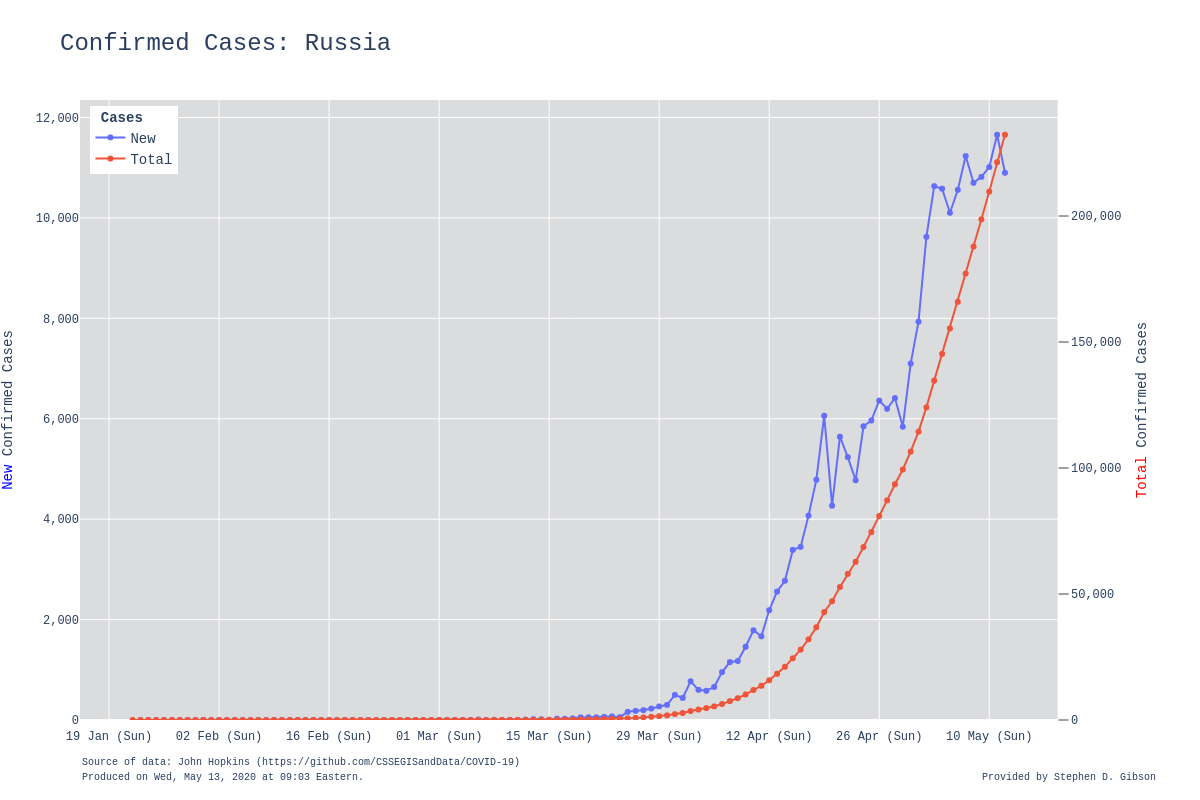 Confirmed Cases: Russia
Cases
New
Total
12,000
10,000
8,000
6,000
4,000
2,000
0
New Confirmed Cases
200,000
150,000
100,000
50,000
0
Total Confirmed Cases
19 Jan (Sun)
02 Feb (Sun)
16 Feb (Sun)
01 Mar (Sun)
15 Mar (Sun)
29 Mar (Sun)
12 Apr (Sun)
26 Apr (Sun)
10 May (Sun)
Source of data: John Hopkins (https://github.com/CSSEGISandData/COVID-19)
Produced on Wed, May 13, 2020 at 09:03 Eastern.
Provided by Stephen D. Gibson